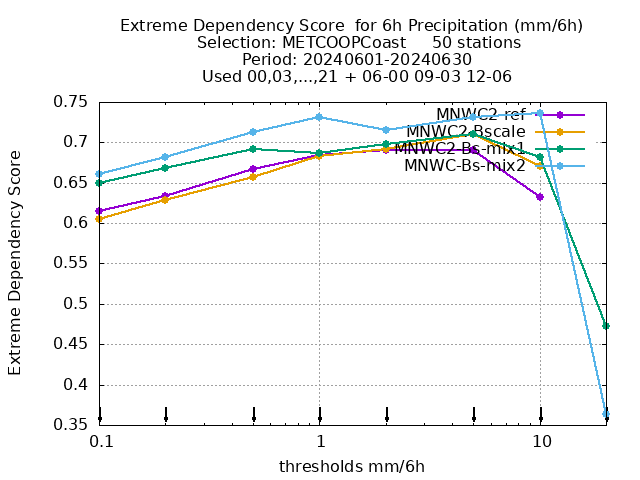 Extreme Dependency Score  for 6h Precipitation (mm/6h)
Selection: METCOOPCoast     50 stations
Period: 20240601-20240630
Used 00,03,...,21 + 06-00 09-03 12-06
MNWC2-ref
MNWC2-Bscale
MNWC2-Bs-mix1
MNWC-Bs-mix2
Extreme Dependency Score
0.75
0.7
0.65
0.6
0.55
0.5
0.45
0.4
0.35
0.1
1
10
thresholds mm/6h